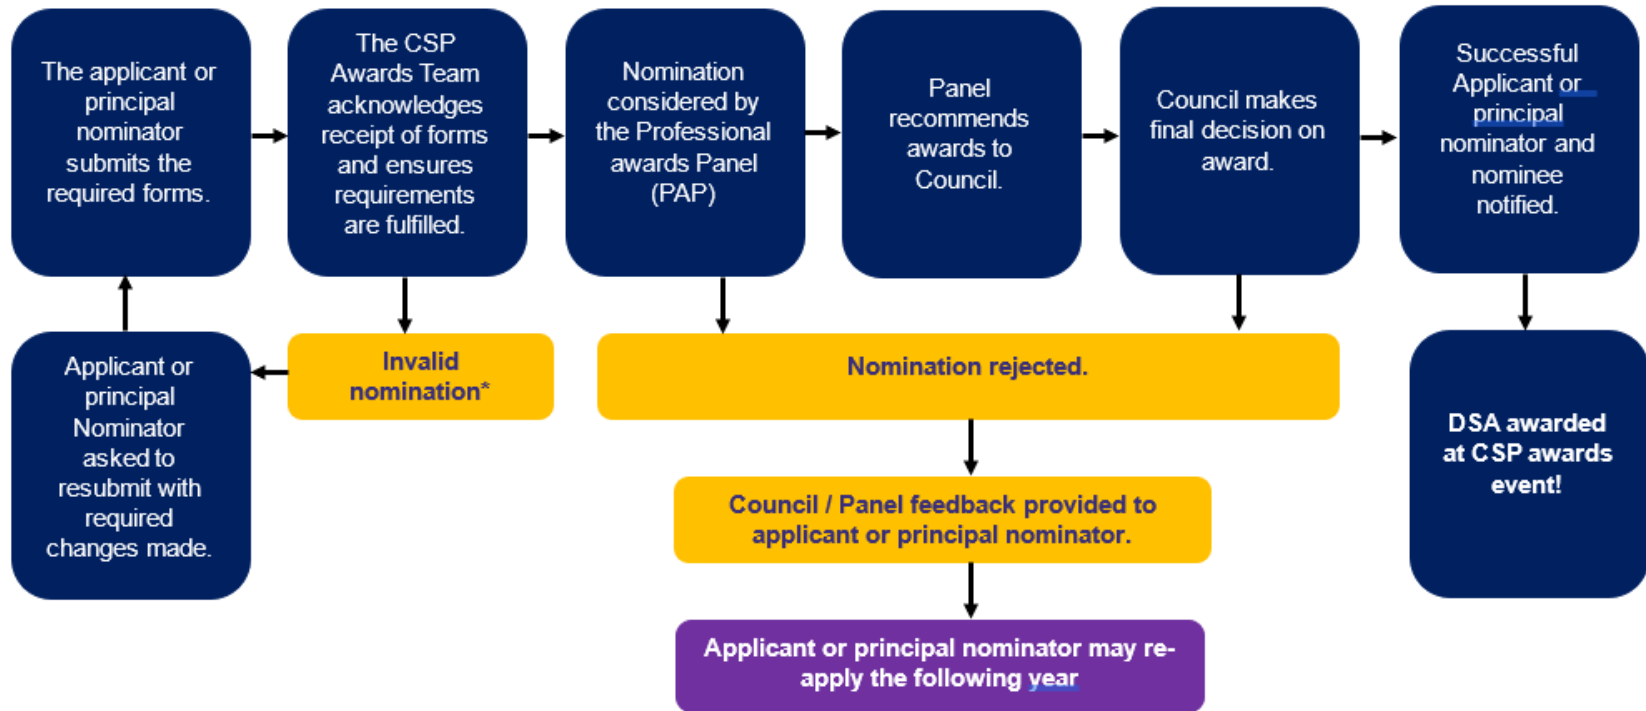 The applicant or
principal
nominator
submits the
required forms.
The CSP
Awards Team
acknowledges
receipt of forms
and ensures
requirements
are fulfilled.
Nomination
considered by
the Professional
awards Panel
(PAP)
Panel
recommends
awards to
Council.
Council makes
final decision on
award.
Successful
Applicant or
principal
nominator and
nominee
notified.
Applicant or
principal
Nominator
asked to
resubmit with
required
changes made.
Invalid
nomination*
Nomination rejected.
DSA awarded
at CSP awards
event!
Council / Panel feedback provided to
applicant or principal nominator.
Applicant or principal nominator may re-
apply the following year